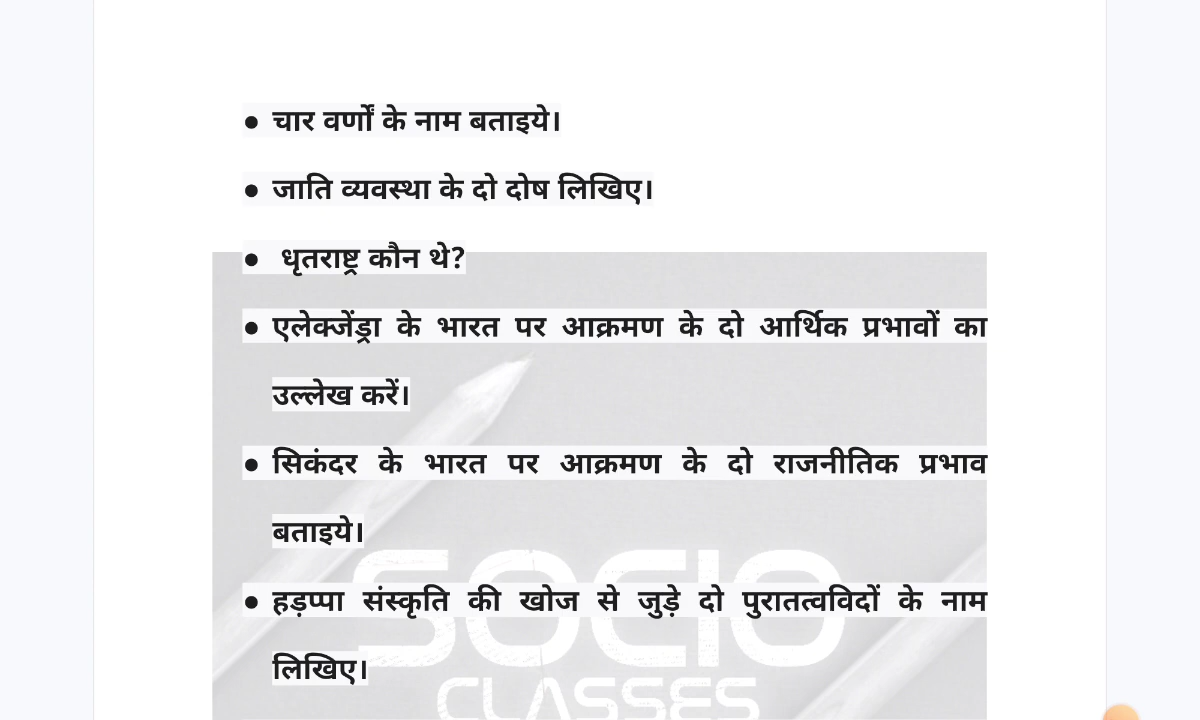 ● चार वर्णों के नाम बताइये।
● जाति व्यवस्था के दो दोष लिखिए।
● धृतराष्ट्र कौन थे?
● एलेक्जेंड्रा के भारत पर आक्रमण के दो आर्थिक प्रभावों का
उल्लेख करें।
● सिकंदर के भारत पर आक्रमण के दो राजनीतिक प्रभाव
बताइये।
● हड़प्पा संस्कृति की खोज से जुड़े दो पुरातत्वविदों के नाम
लिखिए।
SOCIO
CLASSES